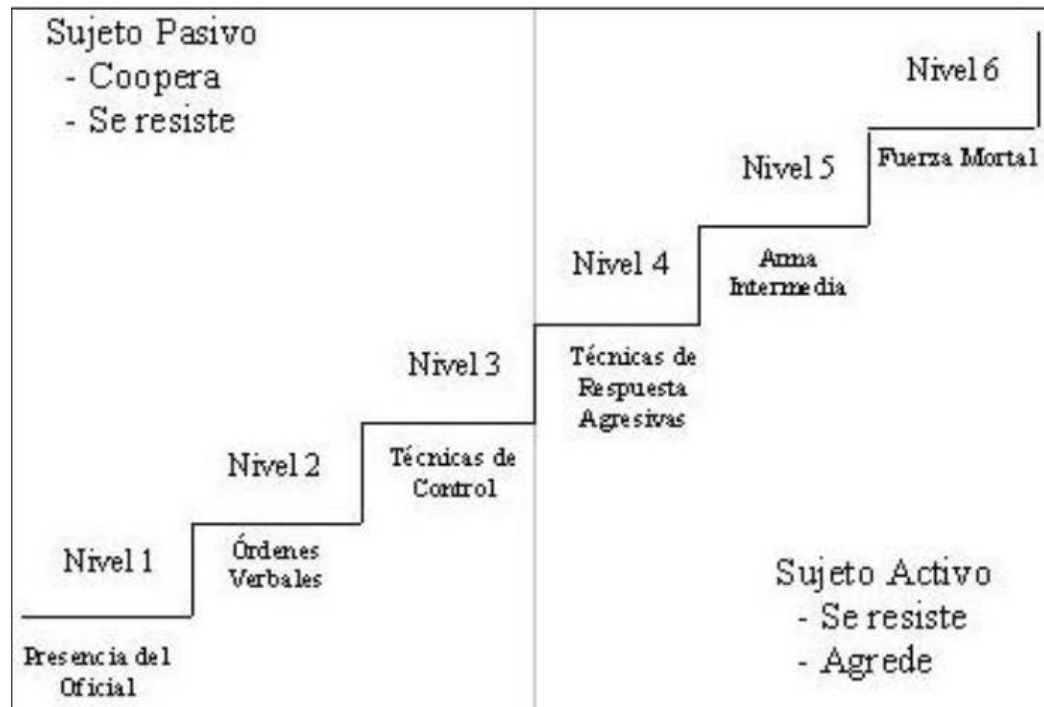 Sujeto Pasivo
- Coopera
- Se resiste
Nivel 1
Presencia del
Oficial
Nivel 2
Órdenes
Verbales
Nivel 3
Técnicas de
Control
Nivel 4
Técnicas de
Respuesta
Agresivas
Nivel 5
Arma
Intermedia
Nivel 6
Fuerza Mortal
Sujeto Activo
- Se resiste
- Agrede